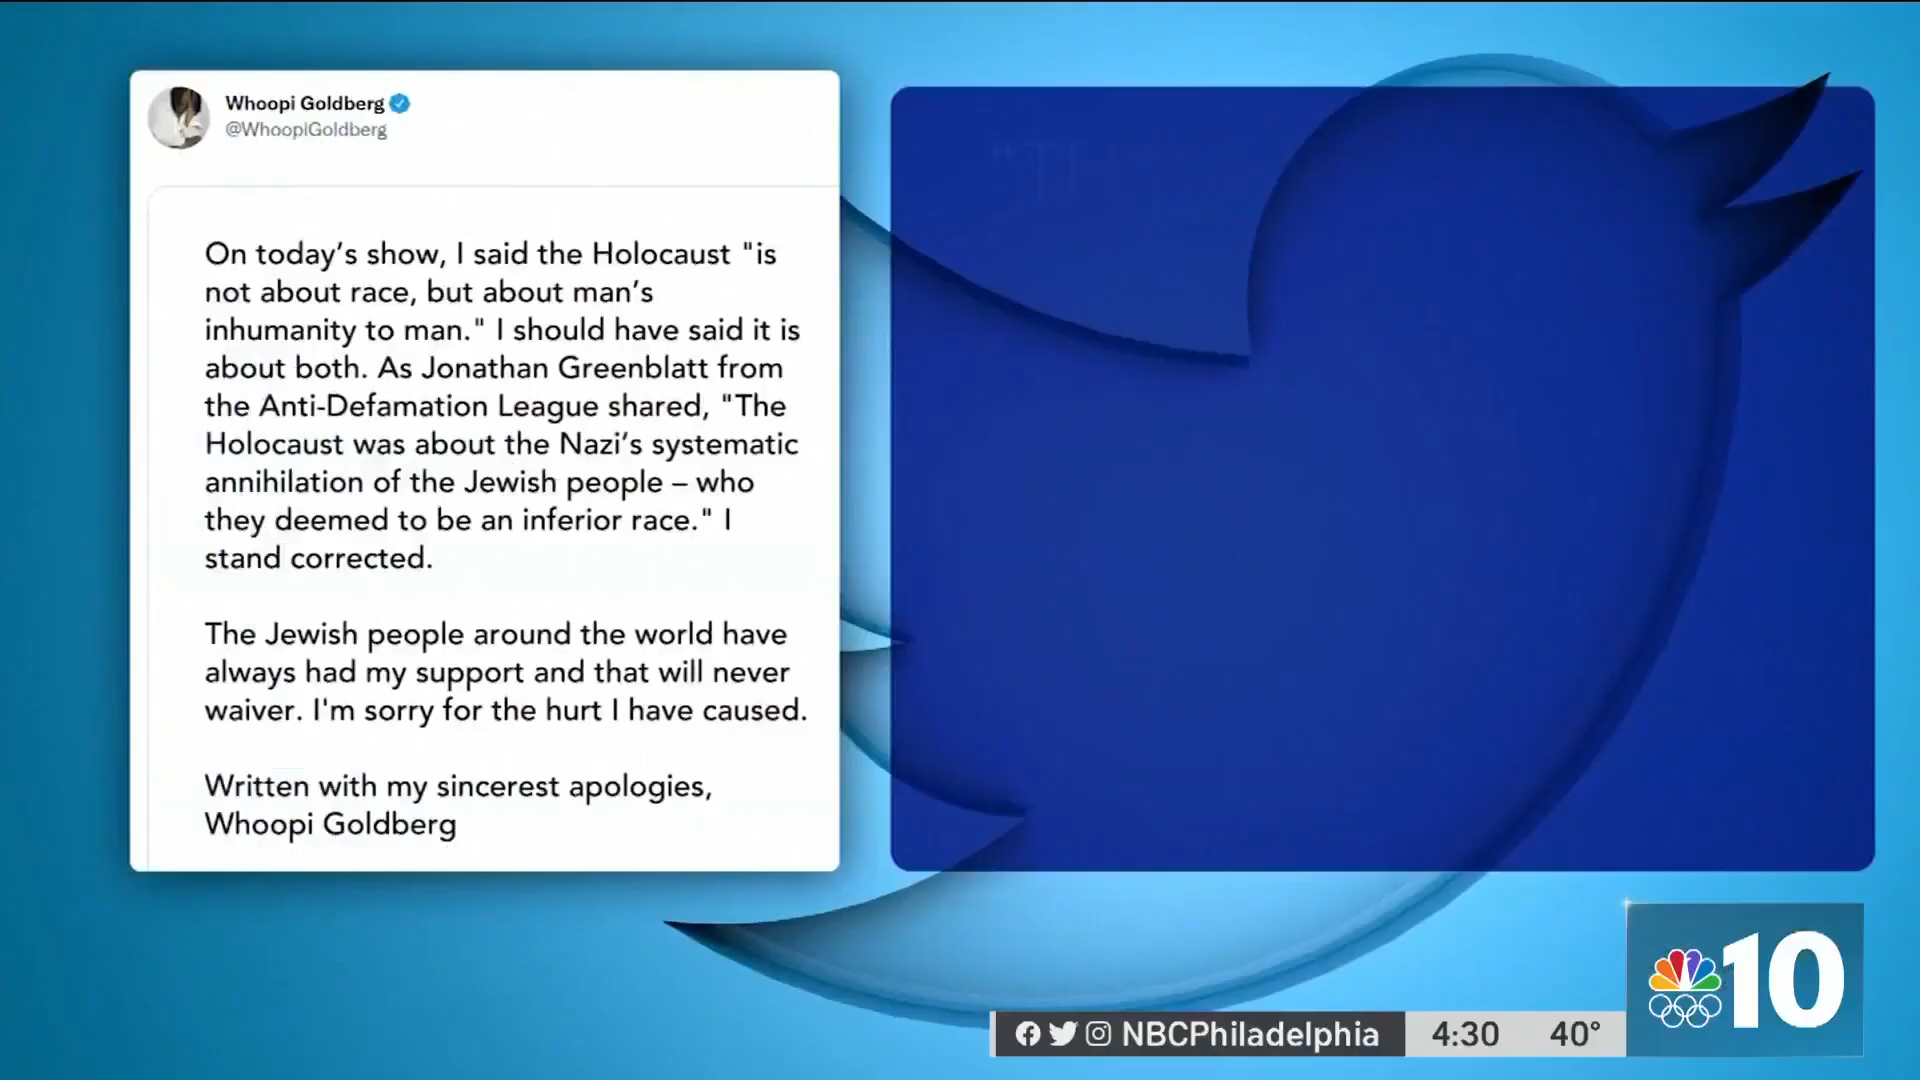 Whoopi Goldberg
@WhoopiGoldberg
On today’s show, I said the Holocaust "is
not about race, but about man’s
inhumanity to man." I should have said it is
about both. As Jonathan Greenblatt from
the Anti-Defamation League shared, "The
Holocaust was about the Nazi’s systematic
annihilation of the Jewish people – who
they deemed to be an inferior race." I
stand corrected.
The Jewish people around the world have
always had my support and that will never
waiver. I'm sorry for the hurt I have caused.
Written with my sincerest apologies,
Whoopi Goldberg
NBCPhiladelphia
4:30 40°
10